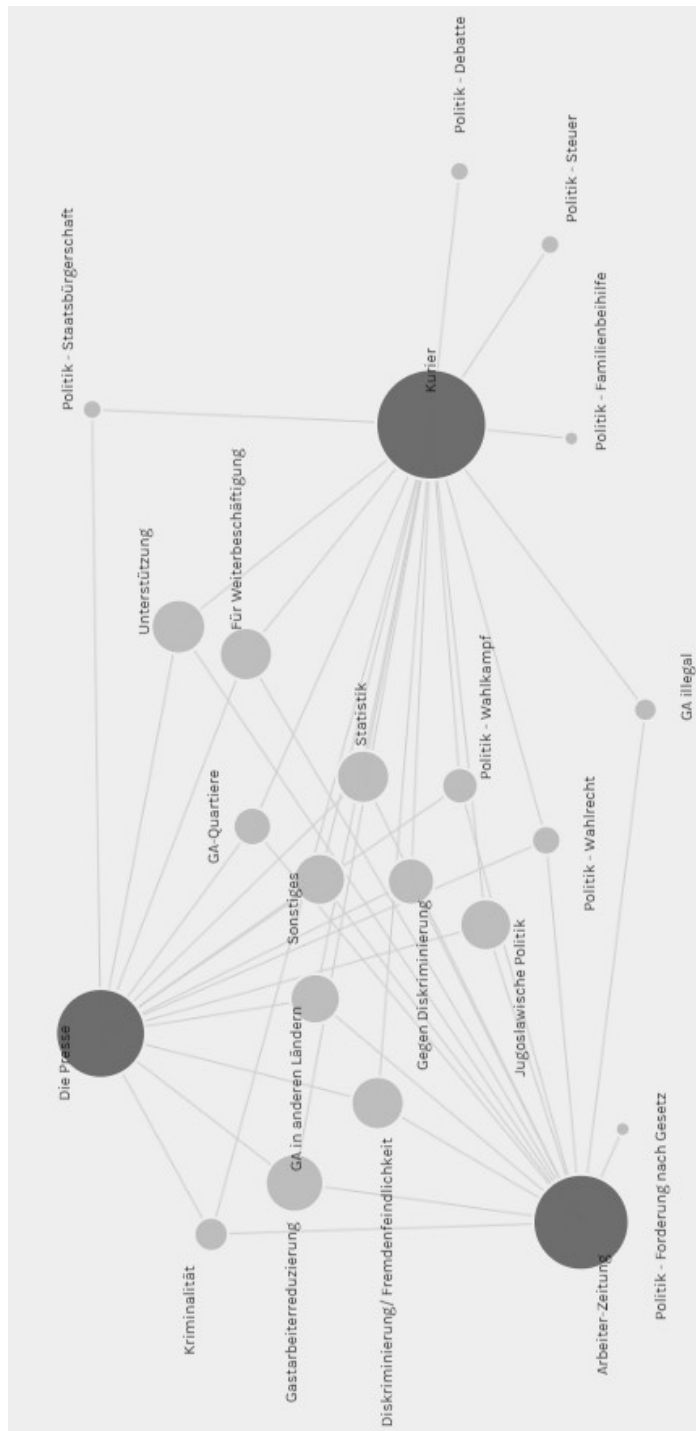 Politik - Debatte
Politik - Steuer
Politik - Staatsbürgerschaft
Politik - Familienbeihilfe
Kurier
Für Weiterbeschäftigung
Unterstützung
Politik - Wahlkampf
GA illegal
Statistik
GA-Quartiere
Politik - Wahlrecht
Sonstiges
Gegen Diskriminierung
Jugoslawische Politik
Die Presse
GA in anderen Ländern
Politik - Forderung nach Gesetz
Diskriminierung/ Fremdenfeindlichkeit
Gastarbeiterreduzierung
Kriminalität
Arbeiter-Zeitung